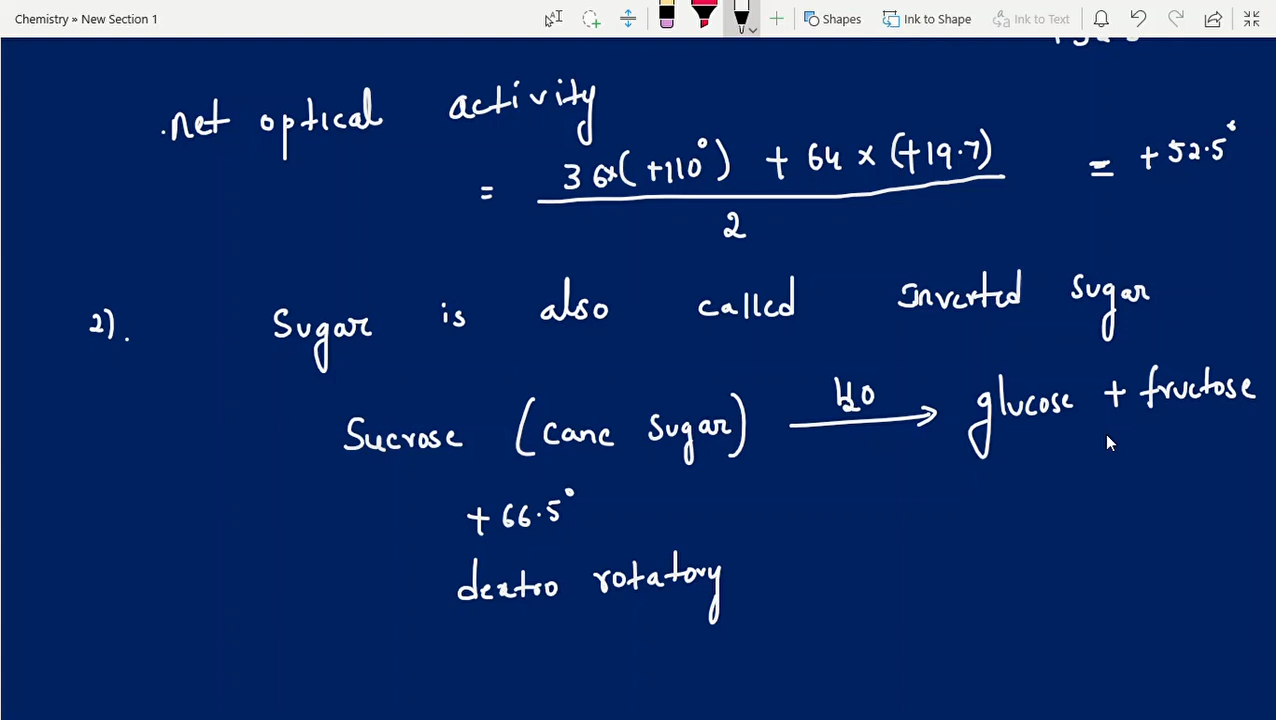 Chemistry » New Section 1
Shapes Ink to Shape Ink to Text
net optical activity
= 36×(+110°) + 64 × (+19.7) = +52.5°
2
2). Sugar is also called inverted sugar
Sucrose (cane sugar) H2O → glucose + fructose
+66.5°
dextro rotatory